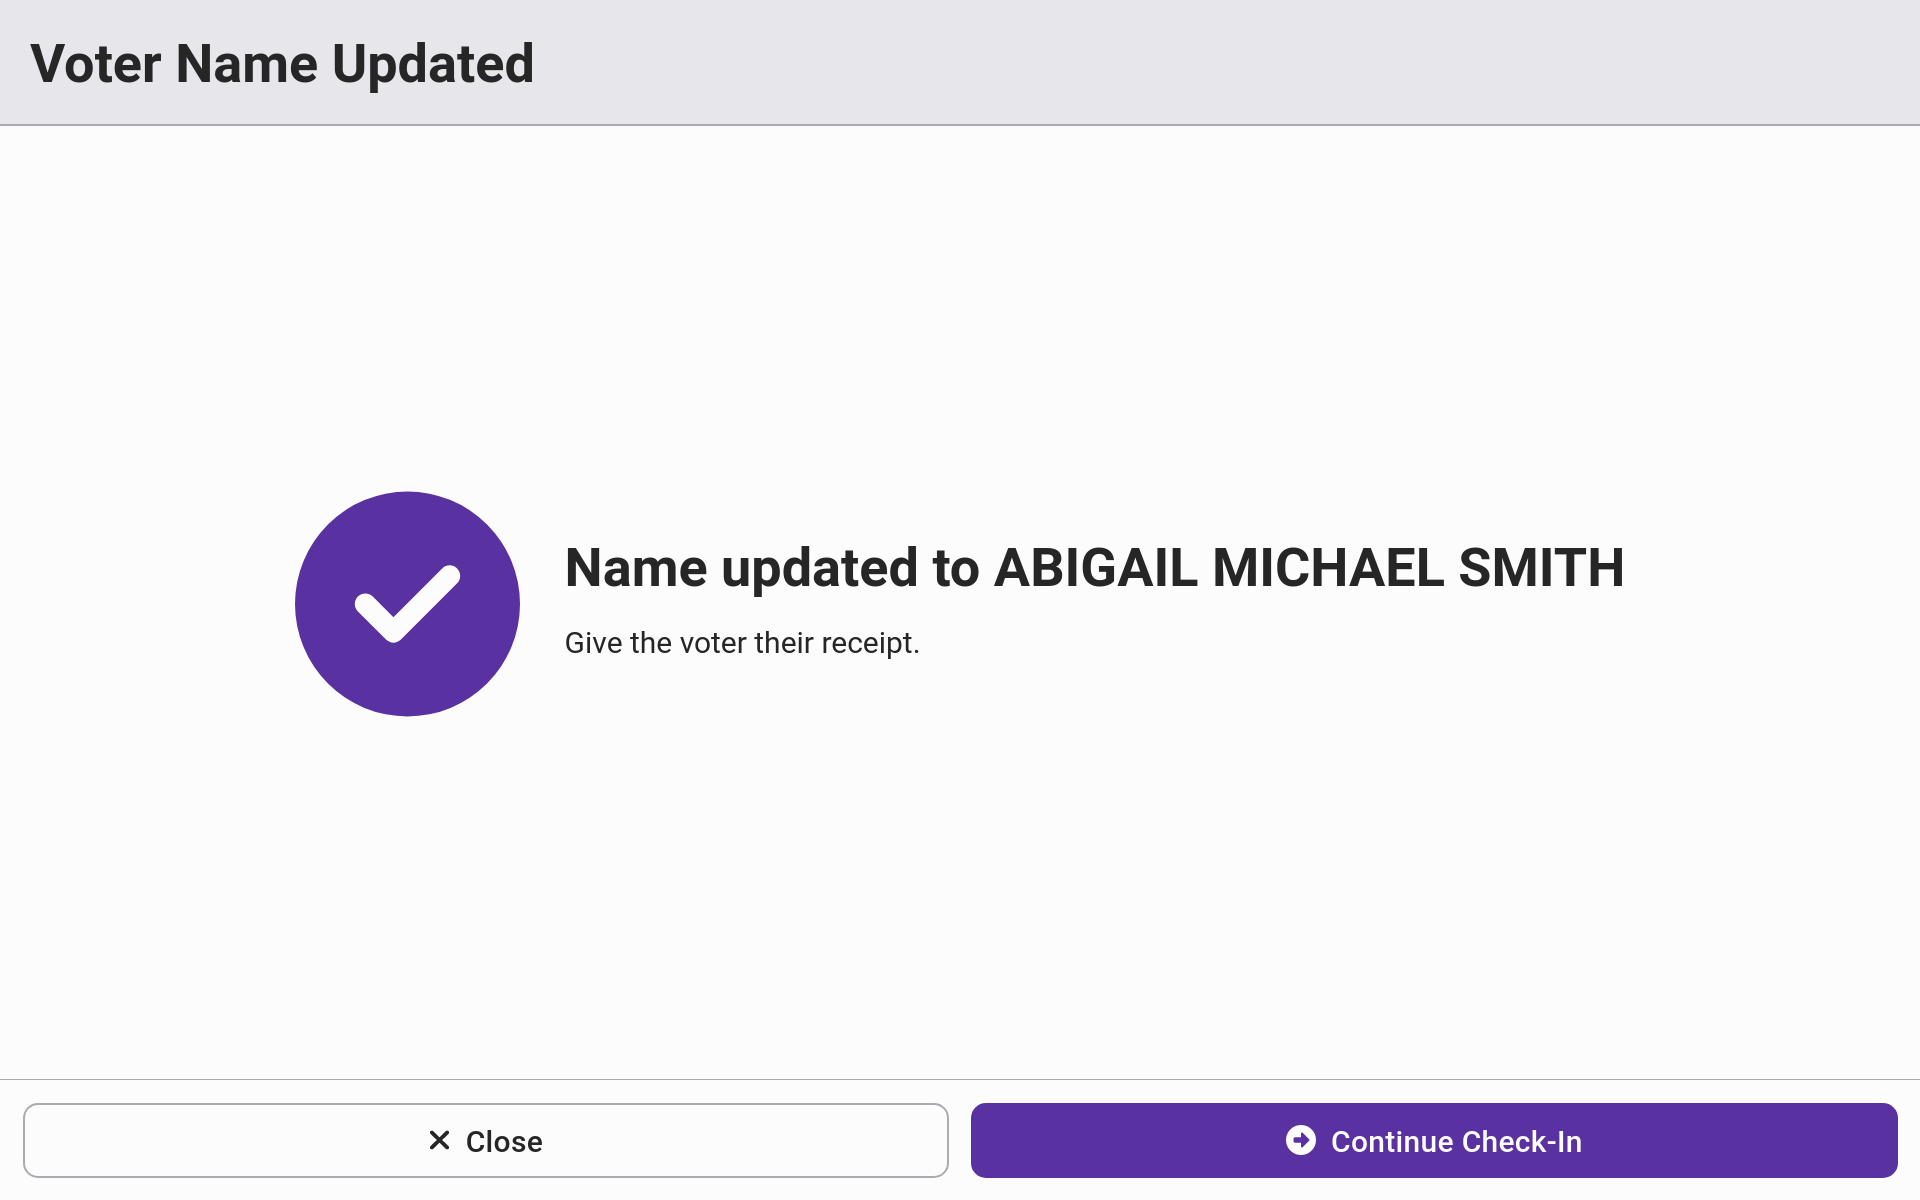 Voter Name Updated
Name updated to ABIGAIL MICHAEL SMITH
Give the voter their receipt.
Close
Continue Check-In